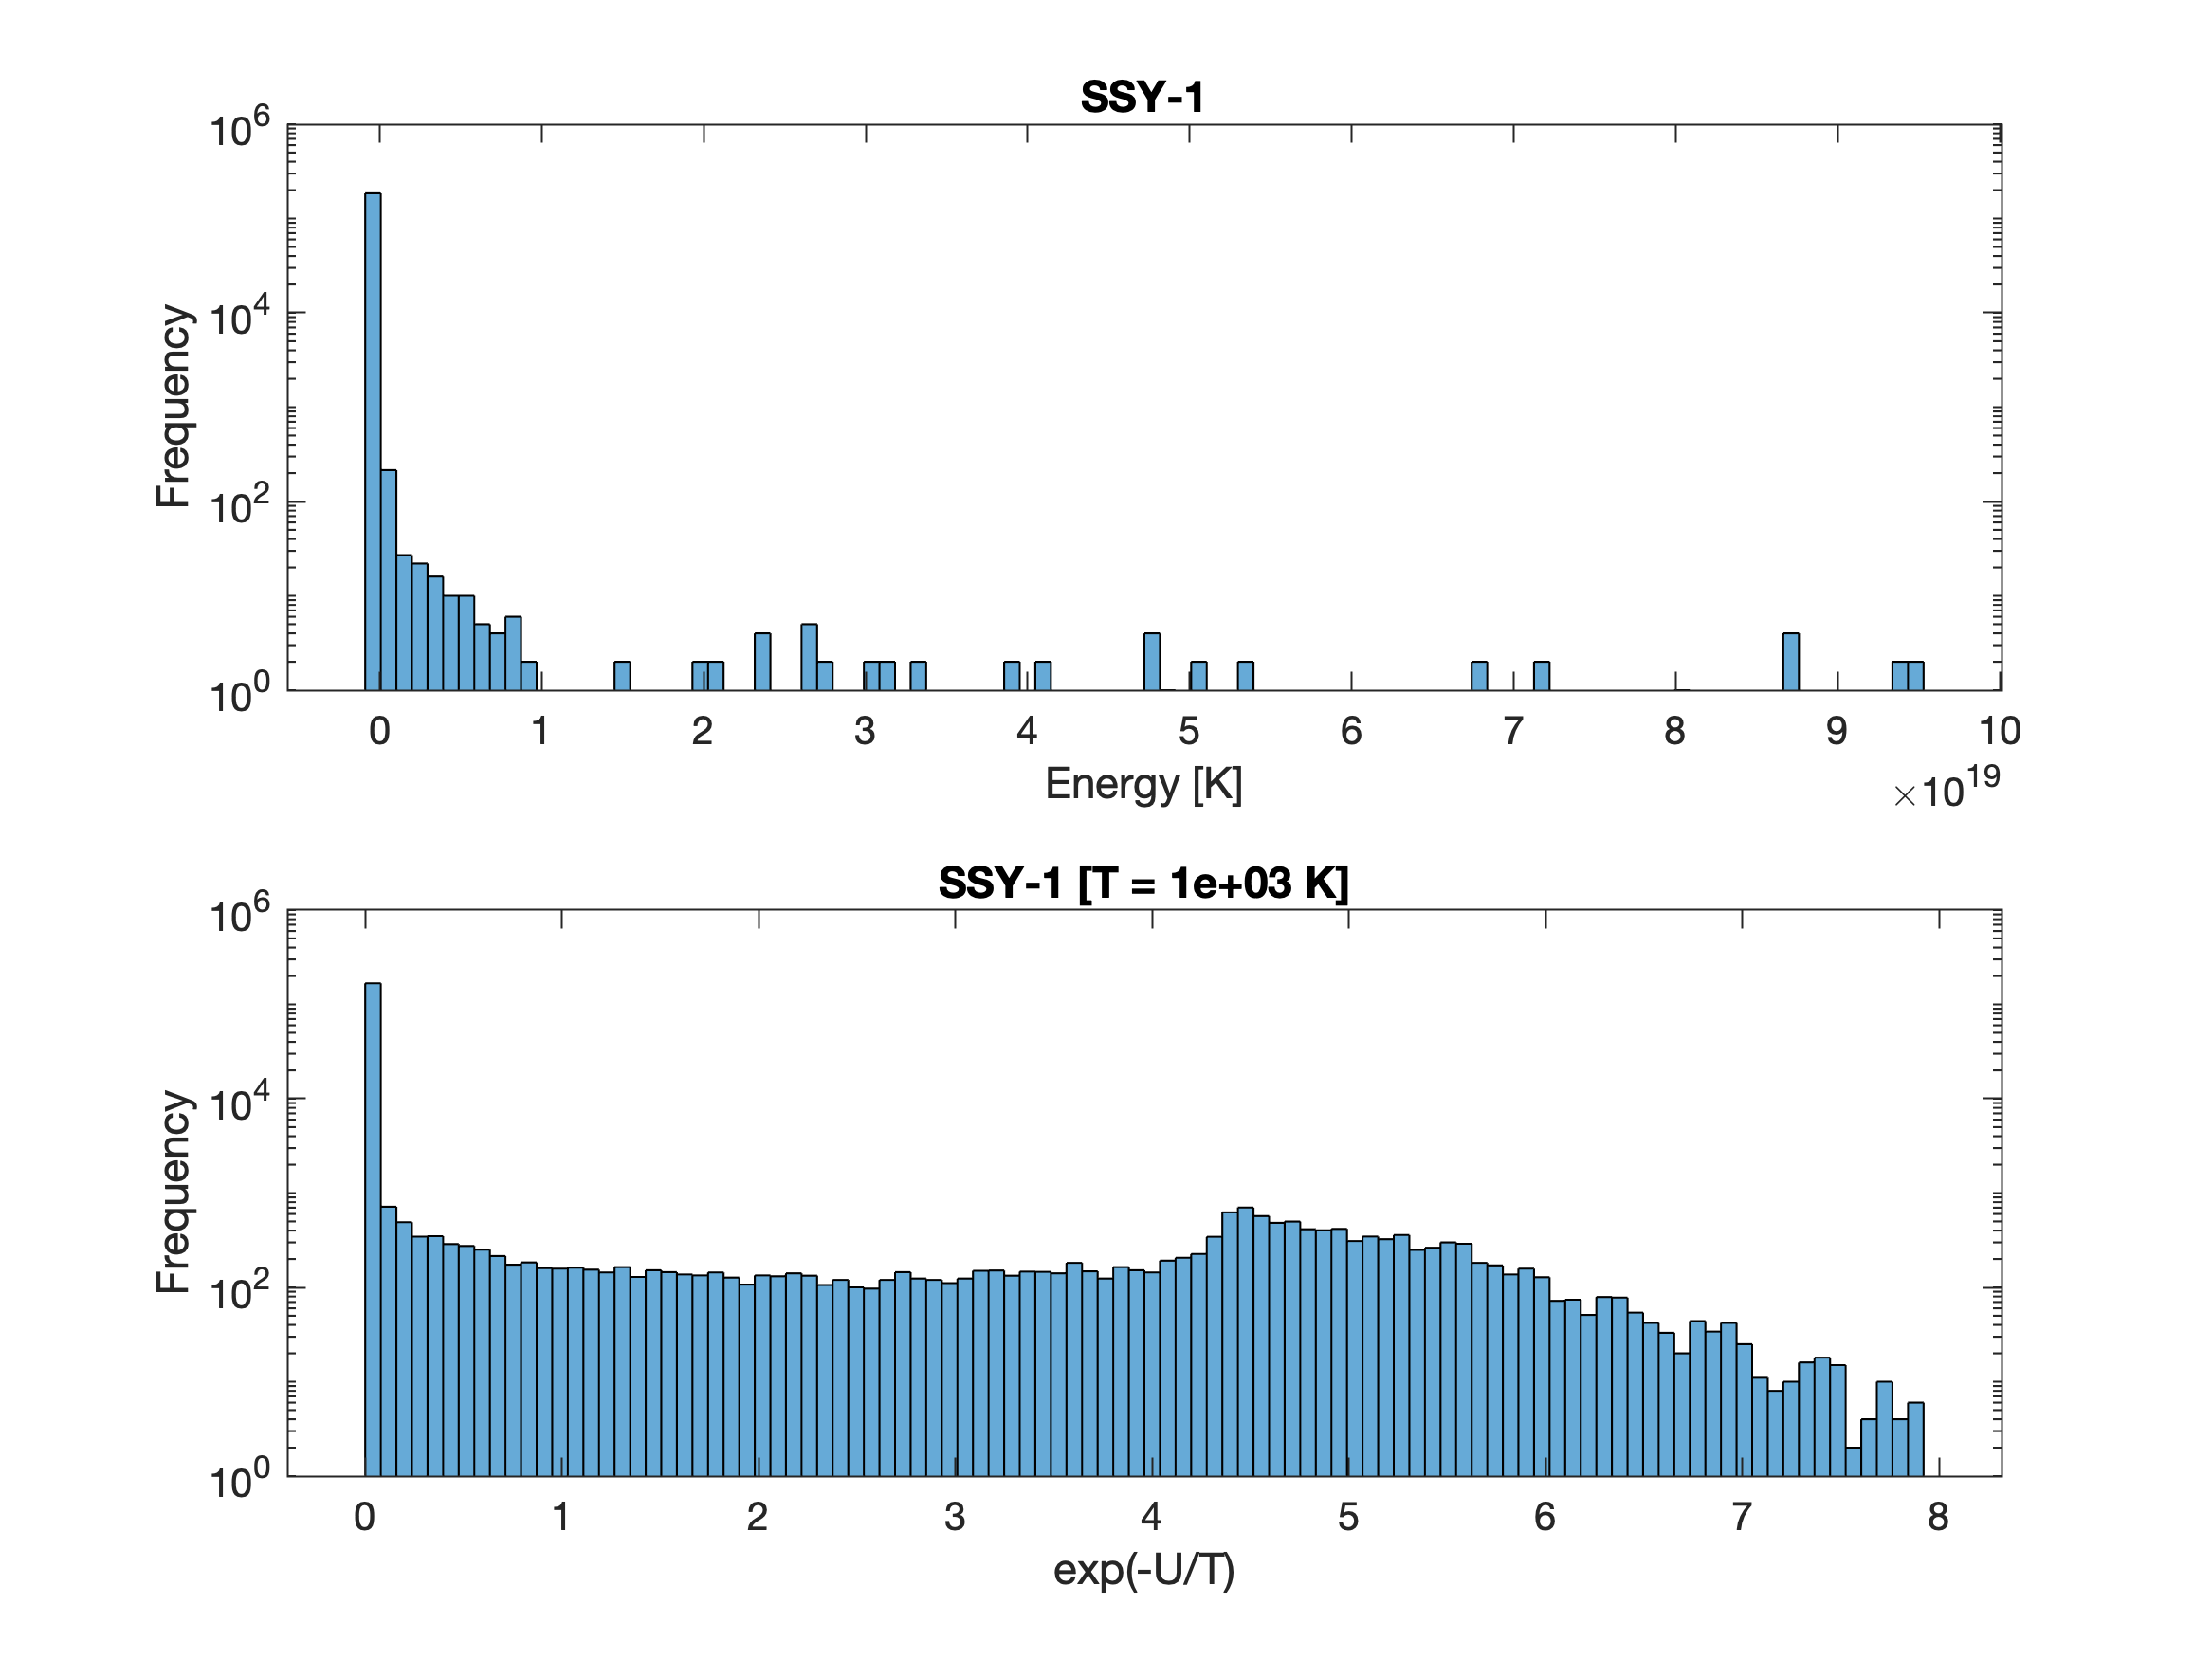 SSY-1
10^6
10^4
10^2
10^0
Frequency
0 1 2 3 4 5 6 7 8 9 10
Energy [K]
×10^19
SSY-1 [T = 1e+03 K]
10^6
10^4
10^2
10^0
Frequency
0 1 2 3 4 5 6 7 8
exp(-U/T)